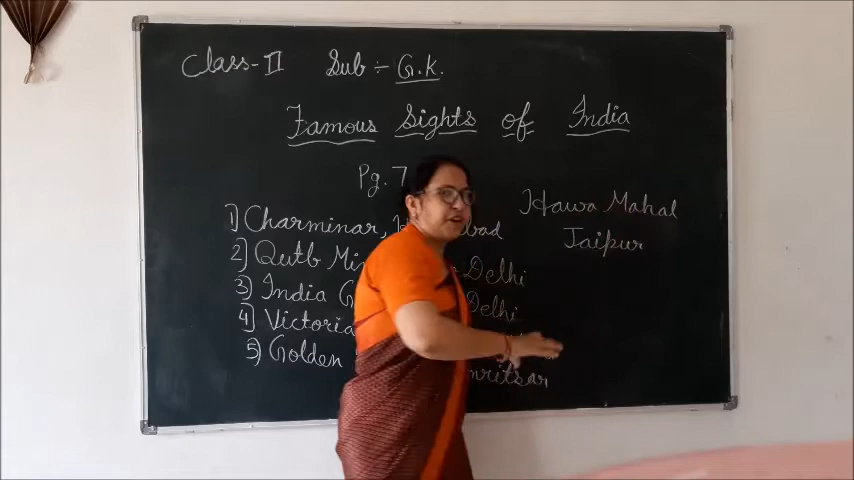 Class-II Sub ÷ G.K.
Famous Sights of India
Pg. 7
1] Charminar,
2] Qutb Delhi
3] India Delhi
4] Victoria
5] Golden
Hawa Mahal
Jaipur